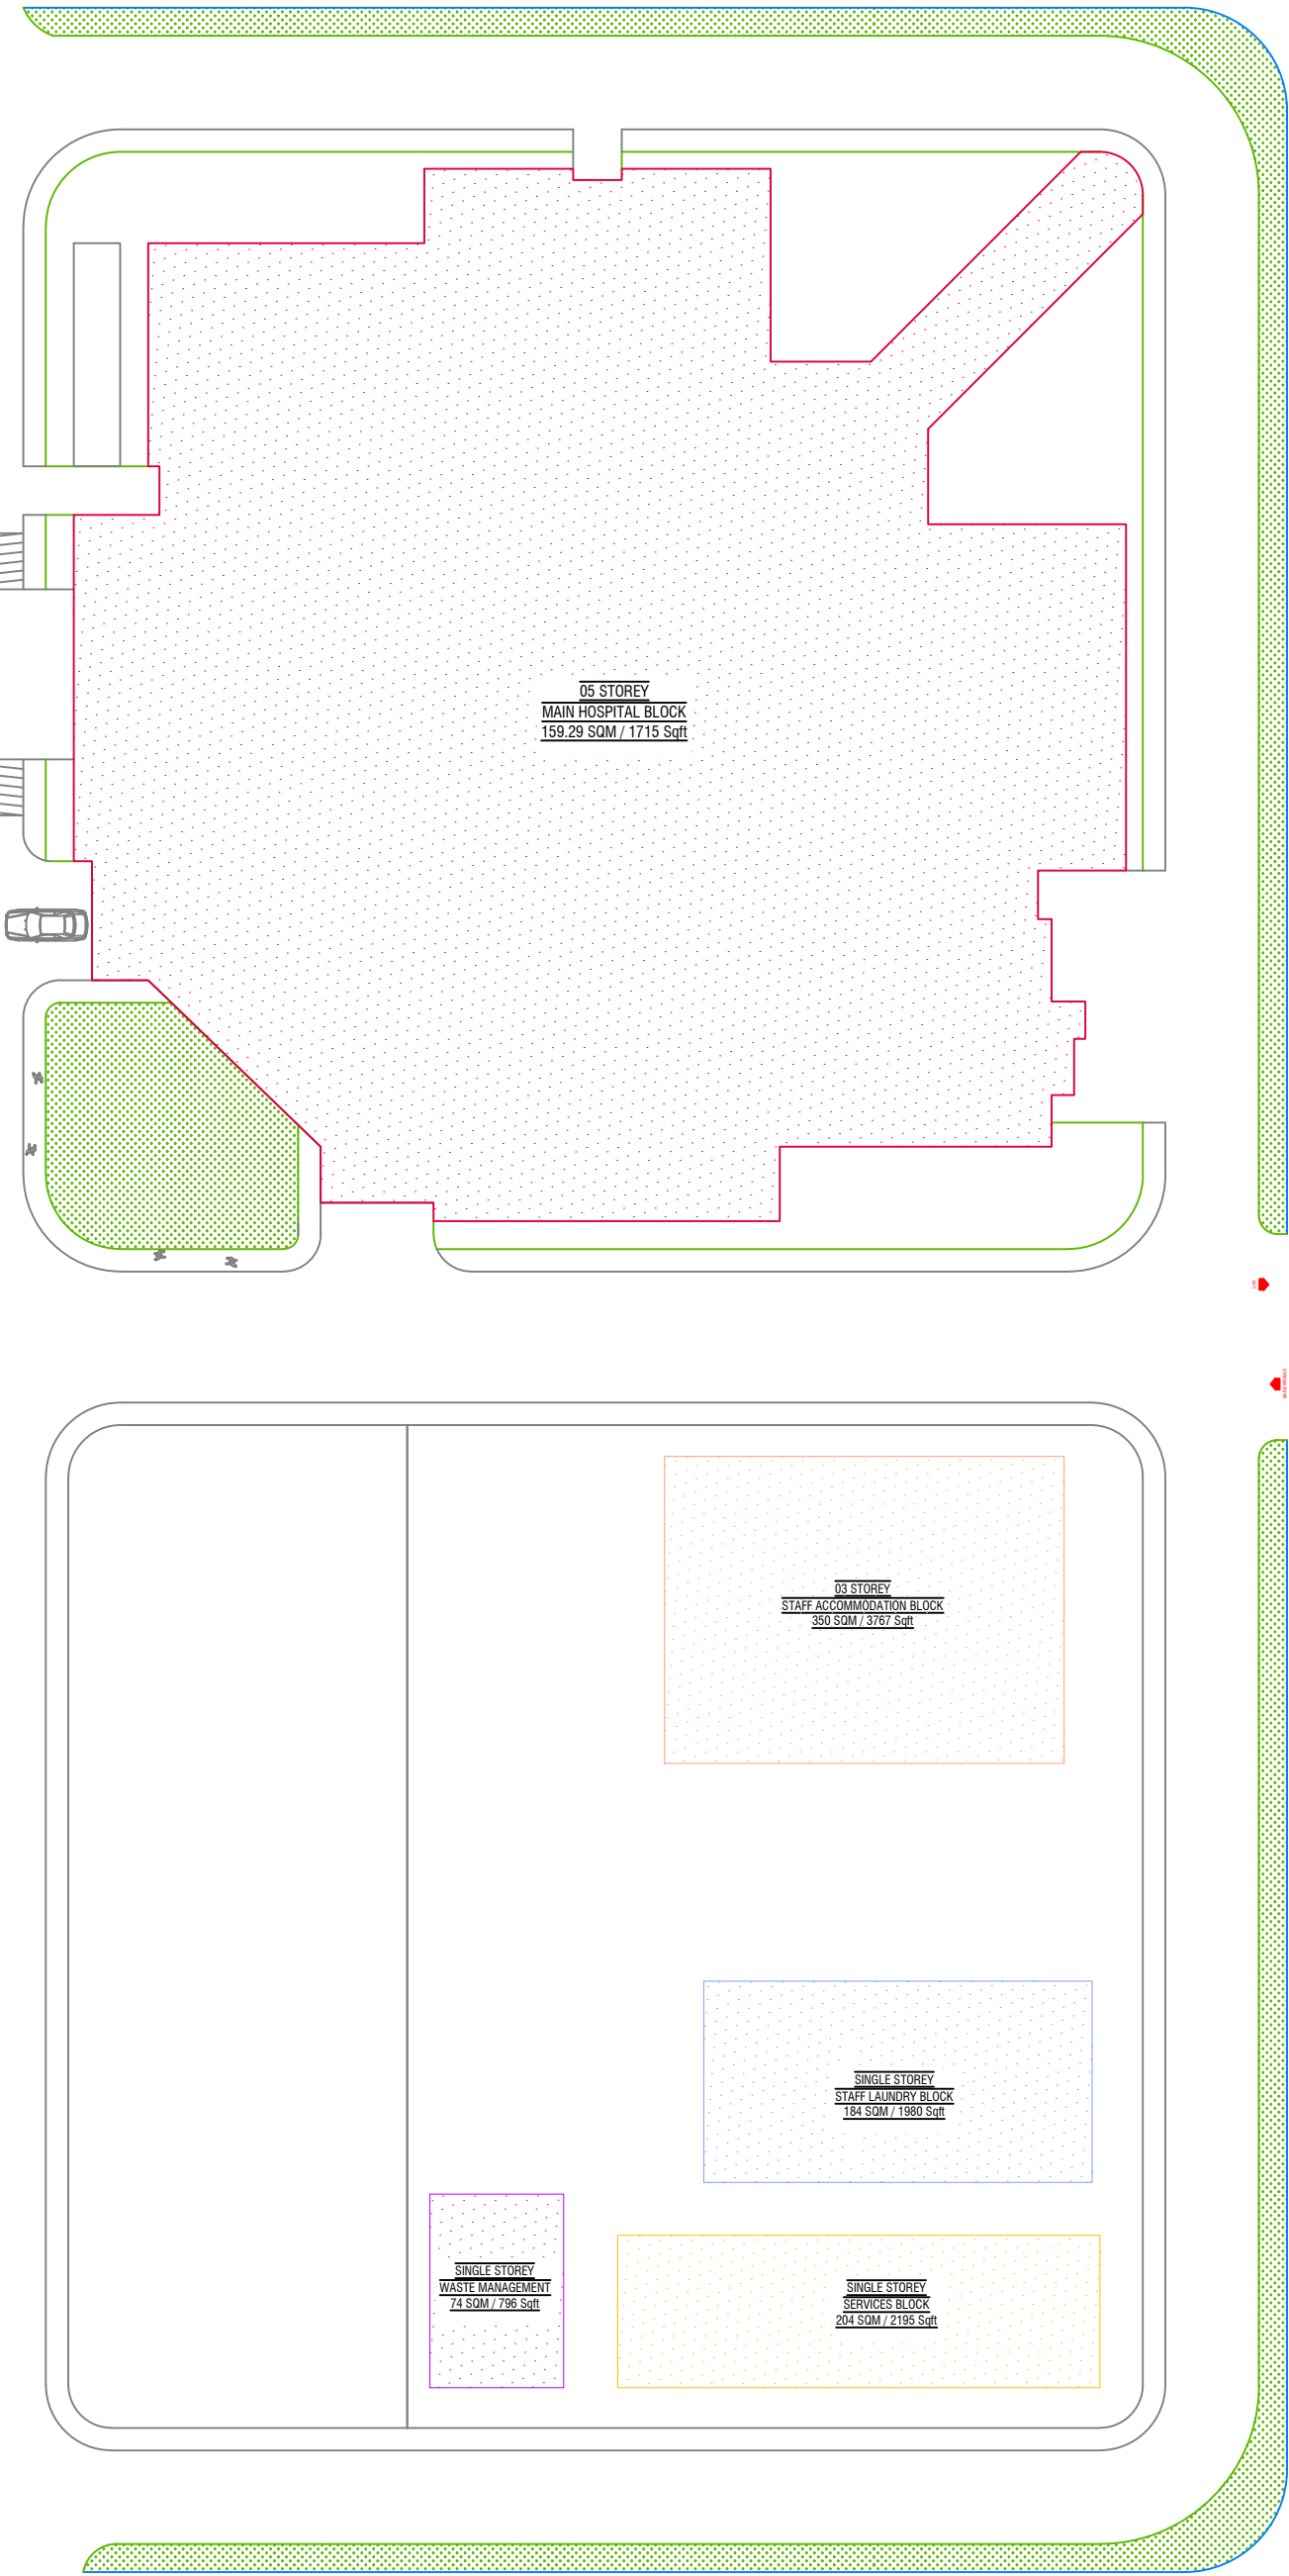 05 STOREY
MAIN HOSPITAL BLOCK
159.29 SQM / 1715 Sqft
03 STOREY
STAFF ACCOMMODATION BLOCK
350 SQM / 3767 Sqft
SINGLE STOREY
STAFF LAUNDRY BLOCK
184 SQM / 1980 Sqft
SINGLE STOREY
WASTE MANAGEMENT
74 SQM / 796 Sqft
SINGLE STOREY
SERVICES BLOCK
204 SQM / 2195 Sqft